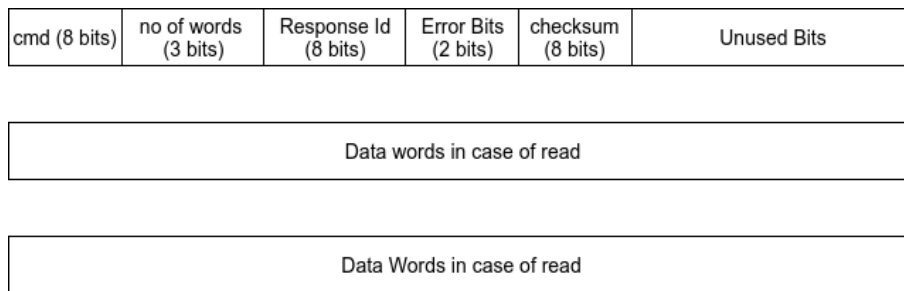 cmd (8 bits)
no of words
(3 bits)
Response Id
(8 bits)
Error Bits
(2 bits)
checksum
(8 bits)
Unused Bits
Data words in case of read
Data Words in case of read